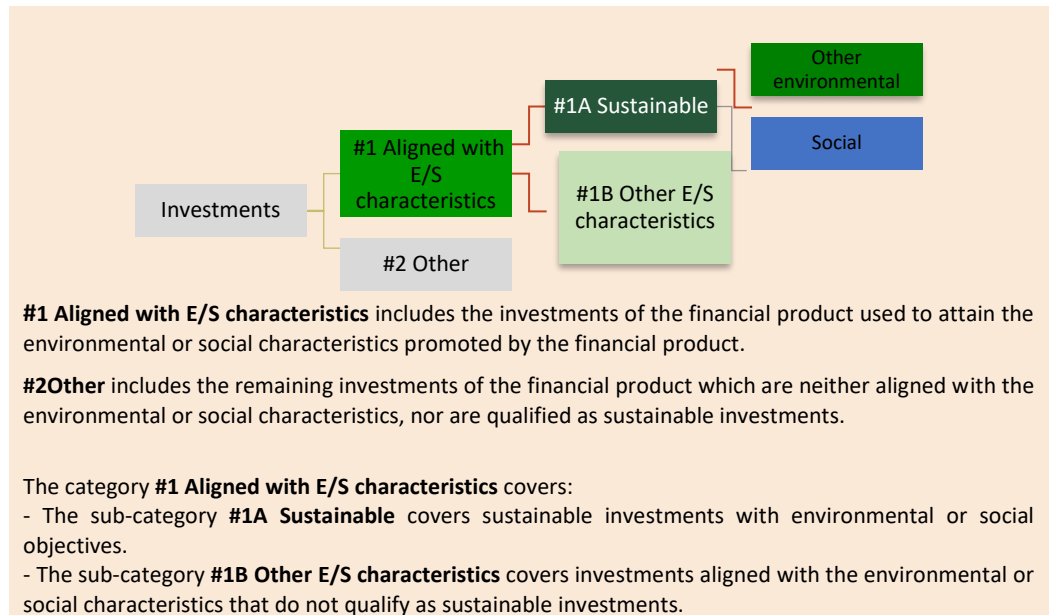 Other
environmental
#1A Sustainable
Social
#1 Aligned with
E/S
characteristics
#1B Other E/S
characteristics
Investments
#2 Other
#1 Aligned with E/S characteristics includes the investments of the financial product used to attain the
environmental or social characteristics promoted by the financial product.
#2Other includes the remaining investments of the financial product which are neither aligned with the
environmental or social characteristics, nor are qualified as sustainable investments.
The category #1 Aligned with E/S characteristics covers:
- The sub-category #1A Sustainable covers sustainable investments with environmental or social
objectives.
- The sub-category #1B Other E/S characteristics covers investments aligned with the environmental or
social characteristics that do not qualify as sustainable investments.